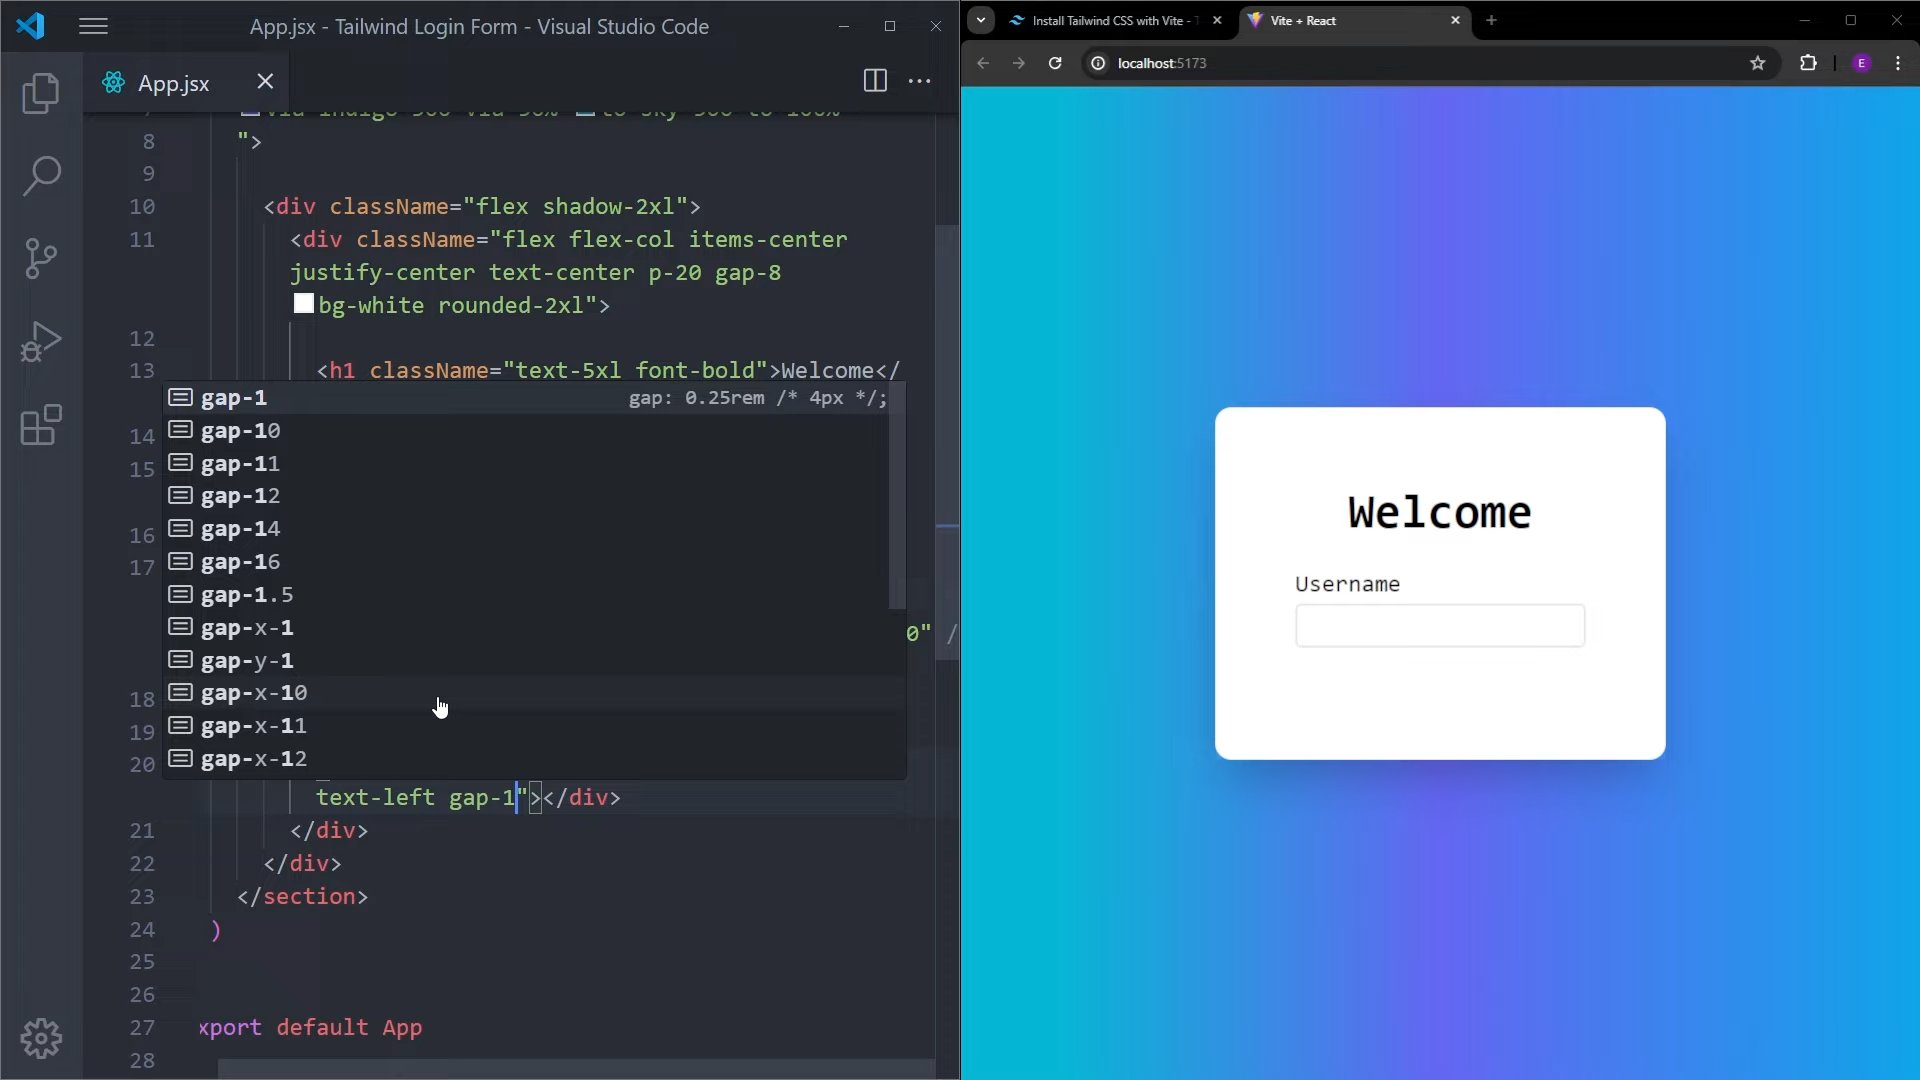 App.jsx - Tailwind Login Form - Visual Studio Code
App.jsx
8 ">
9
10 <div className="flex shadow-2xl">
11 <div className="flex flex-col items-center
justify-center text-center p-20 gap-8
bg-white rounded-2xl">
12
13 <h1 className="text-5xl font-bold">Welcome</
gap-1 gap: 0.25rem /* 4px */;
gap-10
14
gap-11
15
gap-12
gap-14
16
gap-16
17
gap-1.5
gap-x-1
0" /
gap-y-1
gap-x-10
18
gap-x-11
19
gap-x-12
20
text-left gap-1"></div>
21 </div>
22 </div>
23 </section>
24 )
25
26
27 xport default App
28
Install Tailwind CSS with Vite -
Vite + React
localhost:5173
E
Welcome
Username